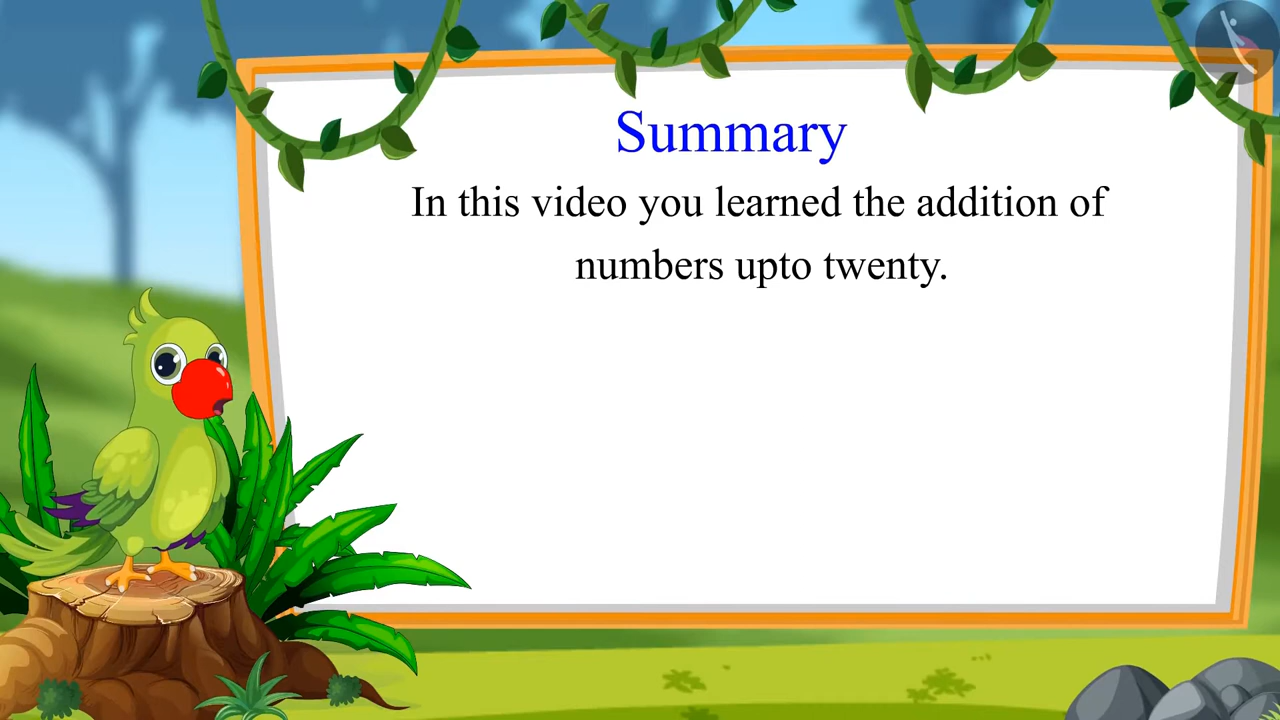 Summary
In this video you learned the addition of
numbers upto twenty.